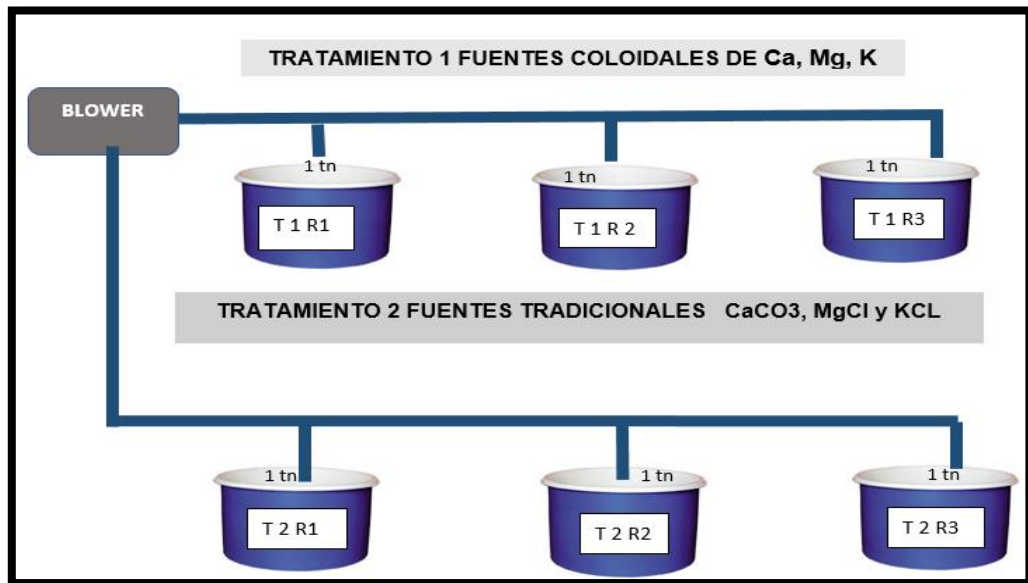 TRATAMIENTO 1 FUENTES COLOIDALES DE Ca, Mg, K
BLOWER
1 tn
1 tn
1 tn
T 1 R1
T 1 R 2
T 1 R3
TRATAMIENTO 2 FUENTES TRADICIONALES CaCO3, MgCl y KCL
1 tn
1 tn
1 tn
T 2 R1
T 2 R2
T 2 R3